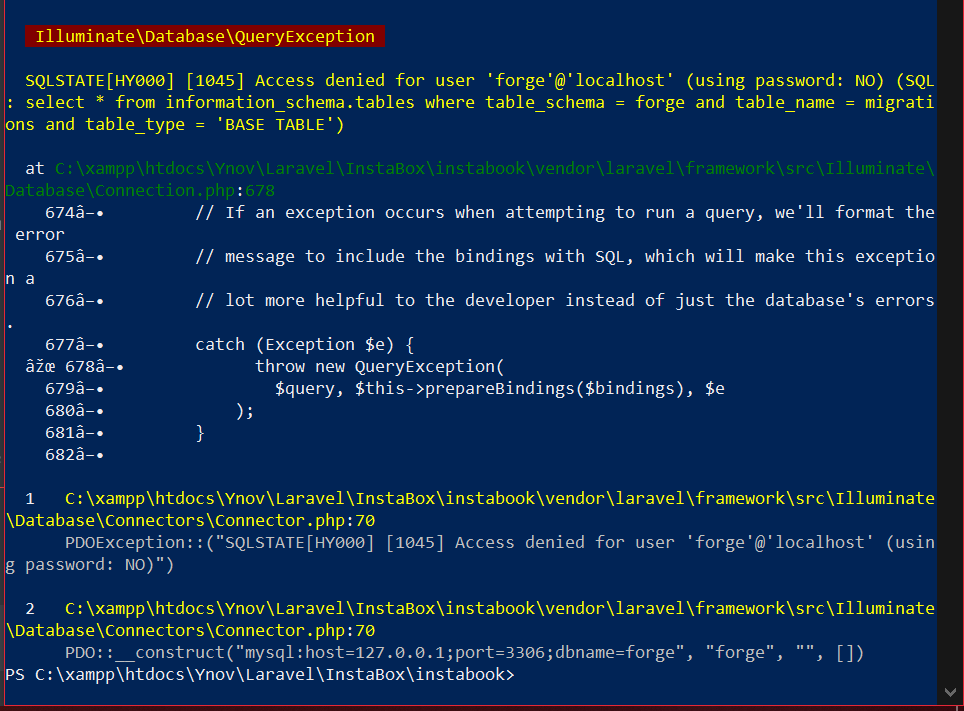 Illuminate\Database\QueryException
SQLSTATE[HY000] [1045] Access denied for user 'forge'@'localhost' (using password: NO) (SQL
: select * from information_schema.tables where table_schema = forge and table_name = migrati
ons and table_type = 'BASE TABLE')
at C:\xampp\htdocs\Ynov\Laravel\InstaBox\instabook\vendor\laravel\framework\src\Illuminate\
Database\Connection.php:678
674â–• // If an exception occurs when attempting to run a query, we'll format the
error
675â–• // message to include the bindings with SQL, which will make this exceptio
n a
676â–• // lot more helpful to the developer instead of just the database's errors
.
677â–• catch (Exception $e) {
âžœ 678â–• throw new QueryException(
679â–• $query, $this->prepareBindings($bindings), $e
680â–• );
681â–• }
682â–•
1 C:\xampp\htdocs\Ynov\Laravel\InstaBox\instabook\vendor\laravel\framework\src\Illuminate
\Database\Connectors\Connector.php:70
PDOException::("SQLSTATE[HY000] [1045] Access denied for user 'forge'@'localhost' (usin
g password: NO)")
2 C:\xampp\htdocs\Ynov\Laravel\InstaBox\instabook\vendor\laravel\framework\src\Illuminate
\Database\Connectors\Connector.php:70
PDO::__construct("mysql:host=127.0.0.1;port=3306;dbname=forge", "forge", "", [])
PS C:\xampp\htdocs\Ynov\Laravel\InstaBox\instabook>